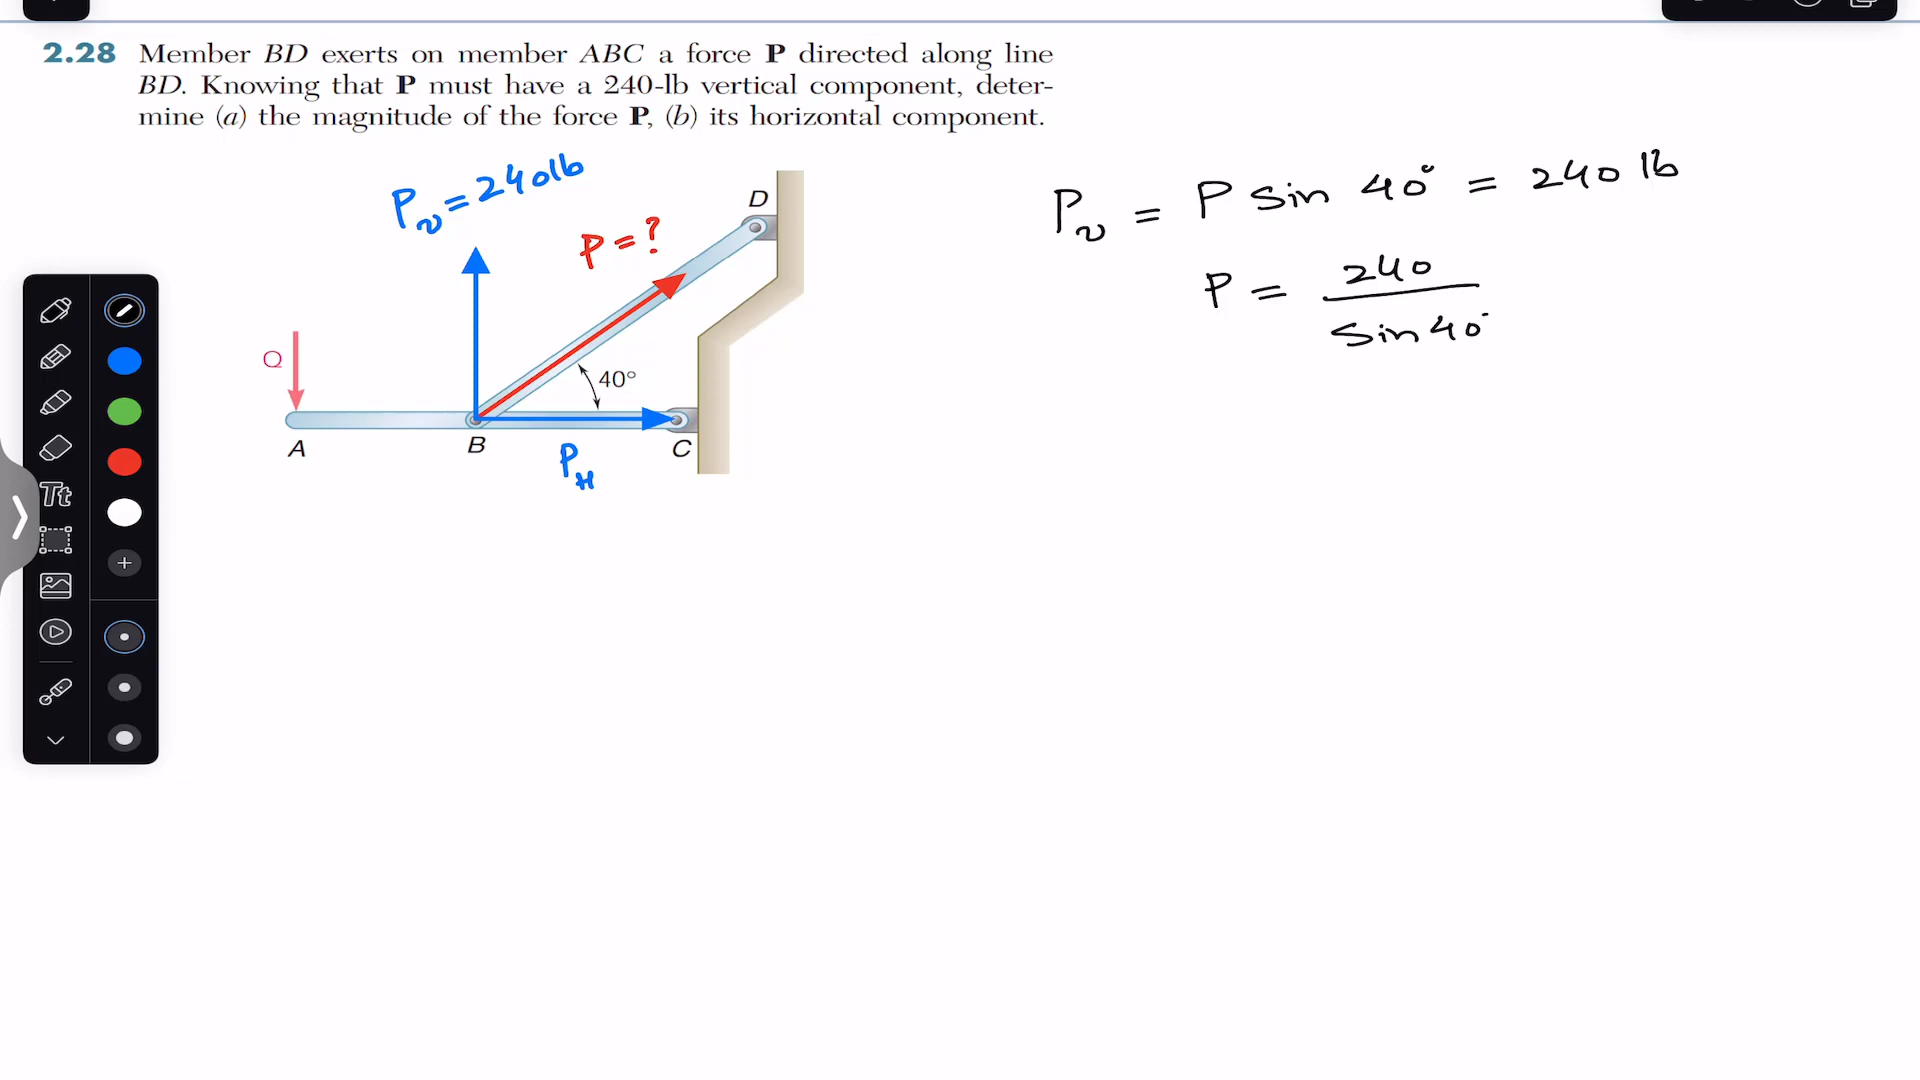 2.28 Member BD exerts on member ABC a force P directed along line
BD. Knowing that P must have a 240-lb vertical component, deter-
mine (a) the magnitude of the force P, (b) its horizontal component.
Pv = 240lb
P = ?
D
Q
40°
A
B
C
PH
Pv = P Sin 40° = 240 lb
P = 240 / Sin 40°
Tt